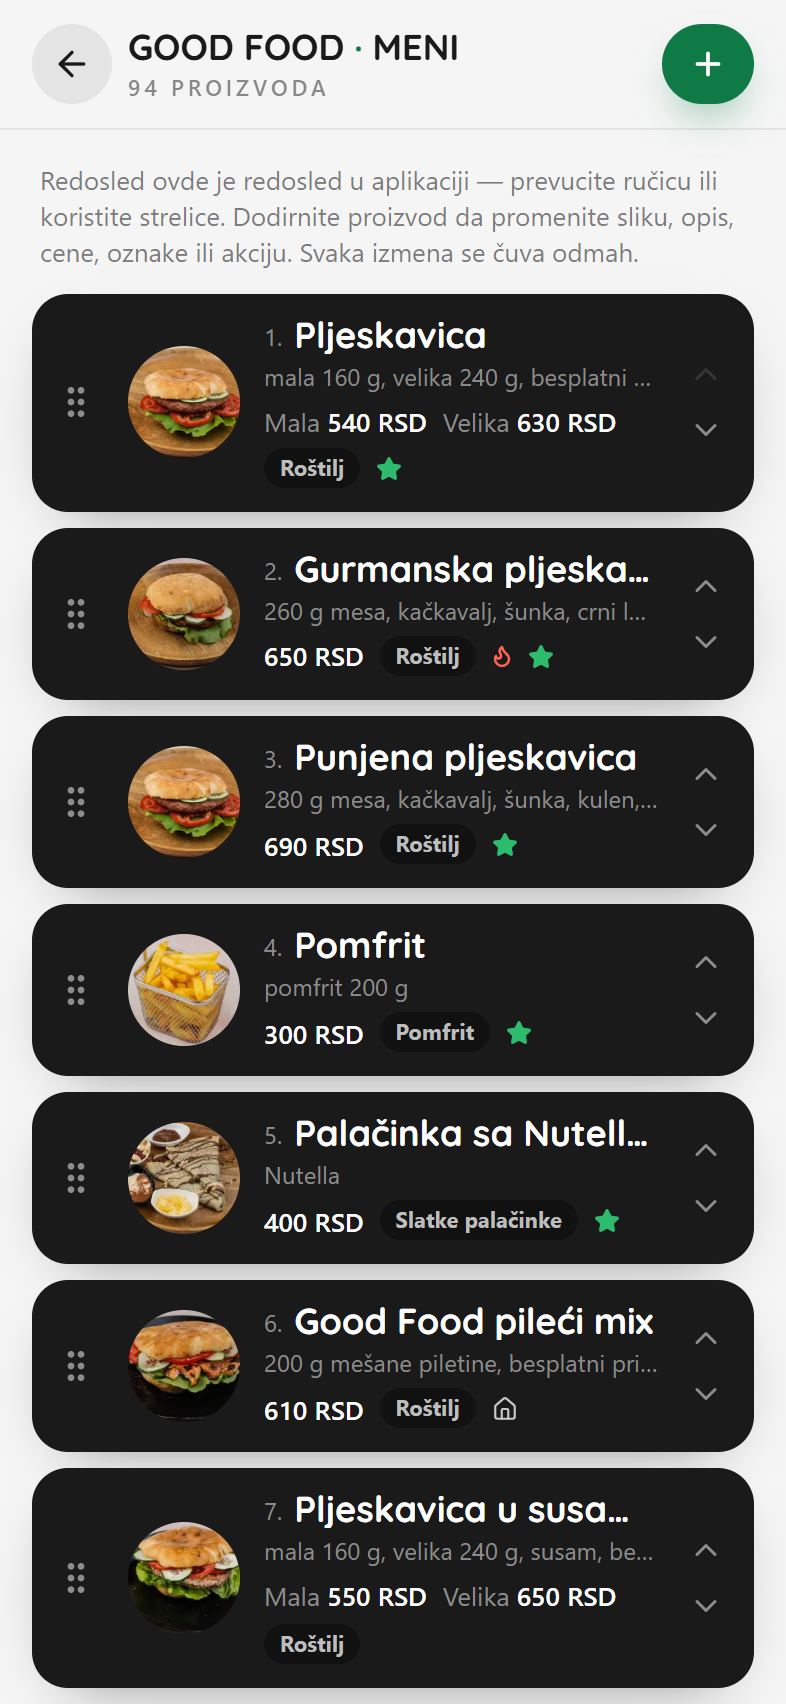 GOOD FOOD · MENI
94 PROIZVODA
Redosled ovde je redosled u aplikaciji — prevucite ručicu ili
koristite strelice. Dodirnite proizvod da promenite sliku, opis,
cene, oznake ili akciju. Svaka izmena se čuva odmah.
1. Pljeskavica
mala 160 g, velika 240 g, besplatni ...
Mala 540 RSD Velika 630 RSD
Roštilj
2. Gurmanska pljeska...
260 g mesa, kačkavalj, šunka, crni l...
650 RSD Roštilj
3. Punjena pljeskavica
280 g mesa, kačkavalj, šunka, kulen,...
690 RSD Roštilj
4. Pomfrit
pomfrit 200 g
300 RSD Pomfrit
5. Palačinka sa Nutell...
Nutella
400 RSD Slatke palačinke
6. Good Food pileći mix
200 g mešane piletine, besplatni pri...
610 RSD Roštilj
7. Pljeskavica u susa...
mala 160 g, velika 240 g, susam, be...
Mala 550 RSD Velika 650 RSD
Roštilj